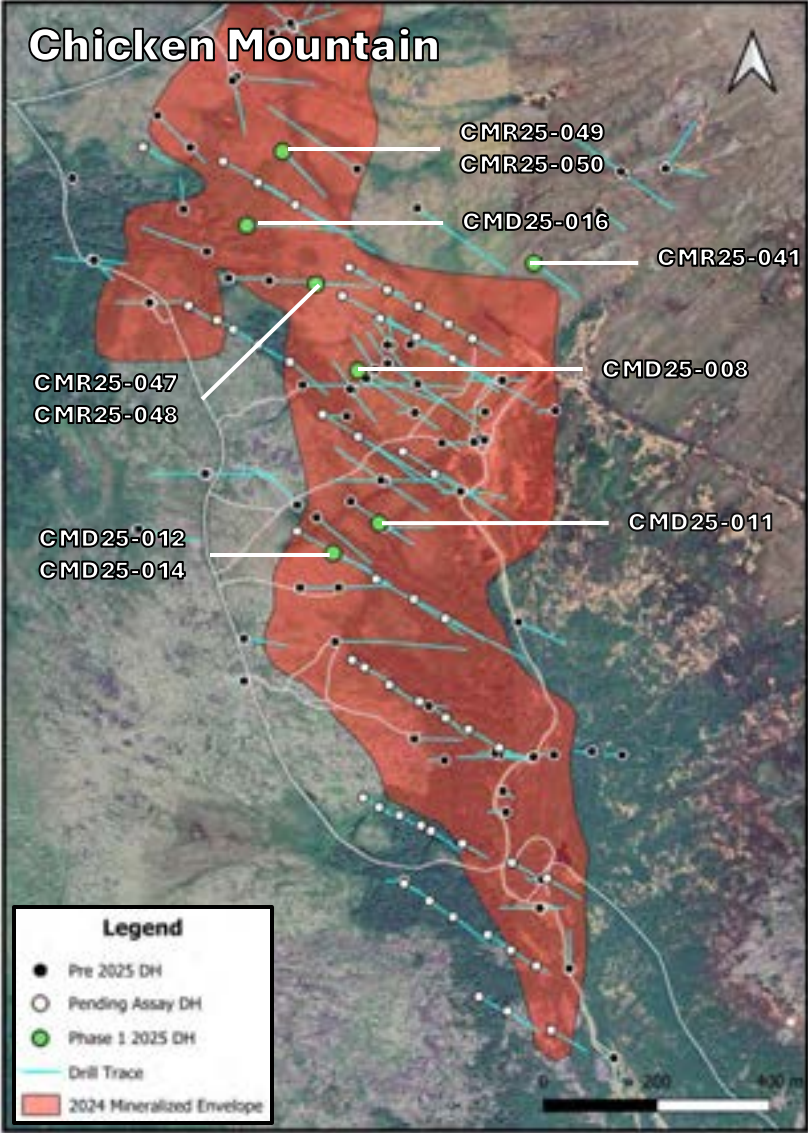 Chicken Mountain
CMR25-049
CMR25-050
CMD25-016
CMR25-041
CMD25-008
CMR25-047
CMR25-048
CMD25-011
CMD25-012
CMD25-014
Legend
Pre 2025 DH
Pending Assay DH
Phase 1 2025 DH
Drill Trace
2024 Mineralized Envelope
0 200 400 m